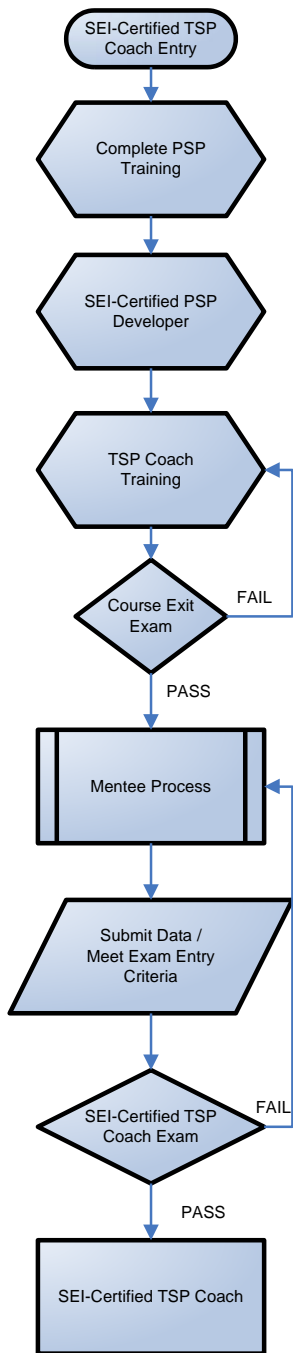 SEI-Certified TSP
Coach Entry
Complete PSP
Training
SEI-Certified PSP
Developer
TSP Coach
Training
Course Exit
Exam
FAIL
PASS
Mentee Process
Submit Data /
Meet Exam Entry
Criteria
SEI-Certified TSP
Coach Exam
FAIL
PASS
SEI-Certified TSP Coach